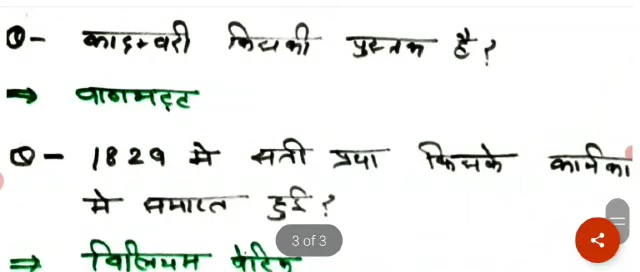 Q- कादम्बरी किसकी पुस्तक है?
⇒ वाणभट्ट
Q- 1829 मे सती प्रथा किसके कार्यका
मे समाप्त हुई?
3 of 3
⇒ विलियम बेंटिक